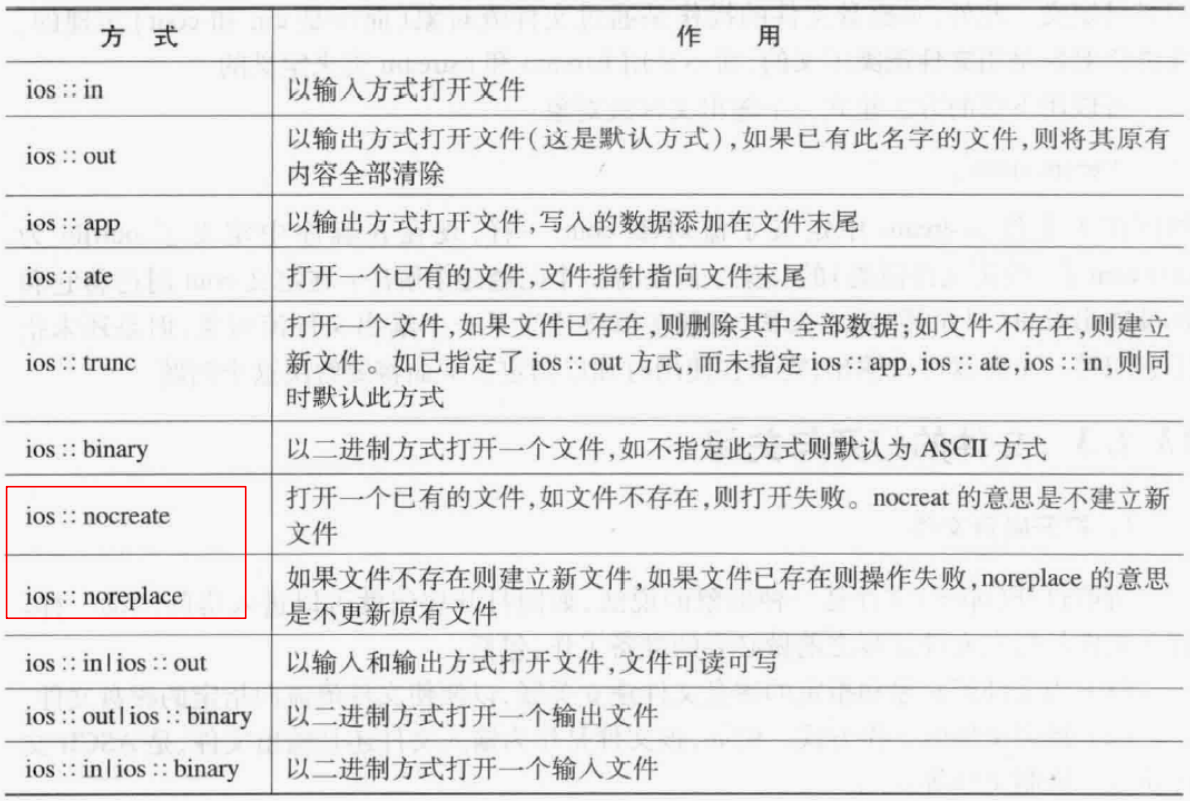 方 式 作 用
ios::in 以输入方式打开文件
ios::out 以输出方式打开文件(这是默认方式),如果已有此名字的文件,则将其原有
内容全部清除
ios::app 以输出方式打开文件,写入的数据添加在文件末尾
ios::ate 打开一个已有的文件,文件指针指向文件末尾
ios::trunc 打开一个文件,如果文件已存在,则删除其中全部数据;如文件不存在,则建立
新文件。如已指定了 ios::out 方式,而未指定 ios::app,ios::ate,ios::in,则同
时默认此方式
ios::binary 以二进制方式打开一个文件,如不指定此方式则默认为 ASCII 方式
ios::nocreate 打开一个已有的文件,如文件不存在,则打开失败。nocreat 的意思是不建立新
文件
ios::noreplace 如果文件不存在则建立新文件,如果文件已存在则操作失败,noreplace 的意思
是不更新原有文件
ios::in|ios::out 以输入和输出方式打开文件,文件可读可写
ios::out|ios::binary 以二进制方式打开一个输出文件
ios::in|ios::binary 以二进制方式打开一个输入文件